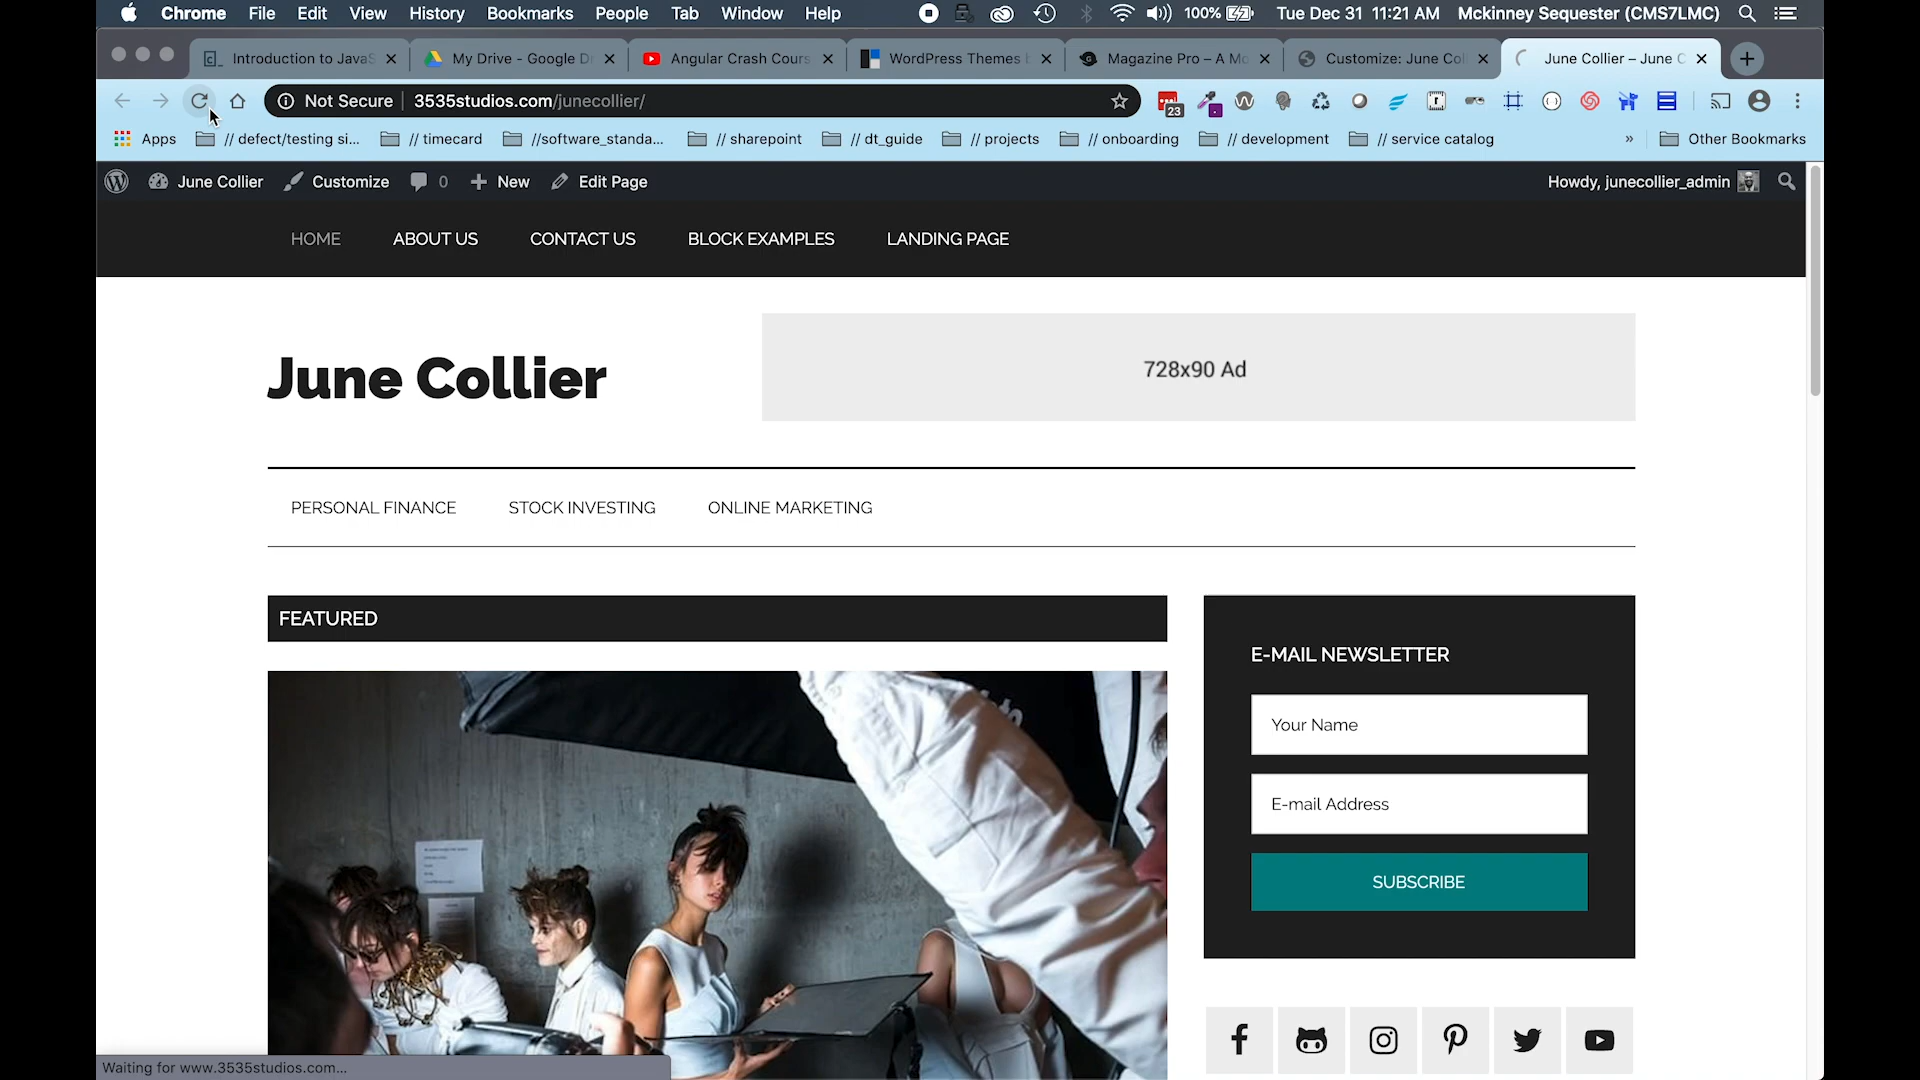 Chrome File Edit View History Bookmarks People Tab Window Help 100% Tue Dec 31 11:21 AM Mckinney Sequester (CMS7LMC)
Introduction to JavaS My Drive - Google Dr Angular Crash Cours WordPress Themes b Magazine Pro – A Mo Customize: June Col June Collier – June C
Not Secure 3535studios.com/junecollier/ 23
Apps // defect/testing si... // timecard //software_standa... // sharepoint // dt_guide // projects // onboarding // development // service catalog » Other Bookmarks
June Collier Customize 0 New Edit Page Howdy, junecollier_admin
HOME ABOUT US CONTACT US BLOCK EXAMPLES LANDING PAGE
June Collier
728x90 Ad
PERSONAL FINANCE STOCK INVESTING ONLINE MARKETING
FEATURED
E-MAIL NEWSLETTER
Your Name
E-mail Address
SUBSCRIBE
Waiting for www.3535studios.com...